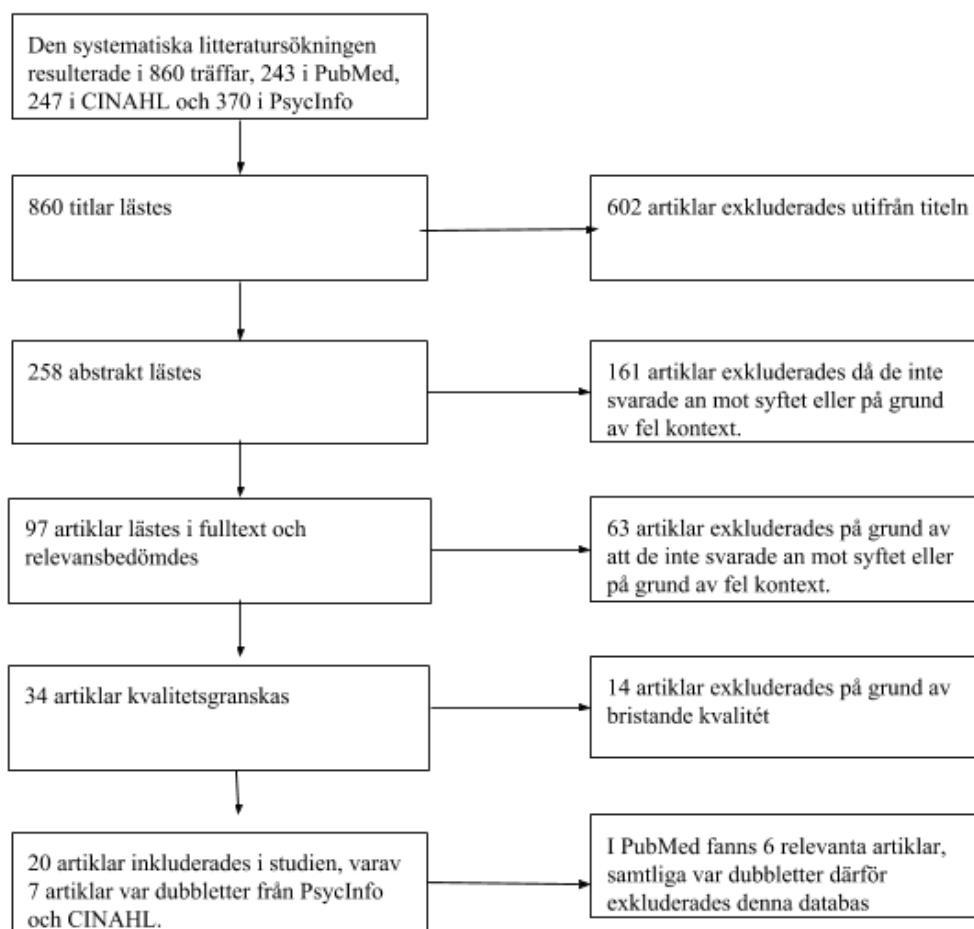 Den systematiska litteratursökningen
resulterade i 860 träffar, 243 i PubMed,
247 i CINAHL och 370 i PsycInfo
860 titlar lästes
602 artiklar exkluderades utifrån titeln
258 abstrakt lästes
161 artiklar exkluderades då de inte
svarade an mot syftet eller på grund
av fel kontext.
97 artiklar lästes i fulltext och
relevansbedömdes
63 artiklar exkluderades på grund av
att de inte svarade an mot syftet eller
på grund av fel kontext.
34 artiklar kvalitetsgranskas
14 artiklar exkluderades på grund av
bristande kvalitét
20 artiklar inkluderades i studien, varav
7 artiklar var dubbletter från PsycInfo
och CINAHL.
I PubMed fanns 6 relevanta artiklar,
samtliga var dubbletter därför
exkluderades denna databas